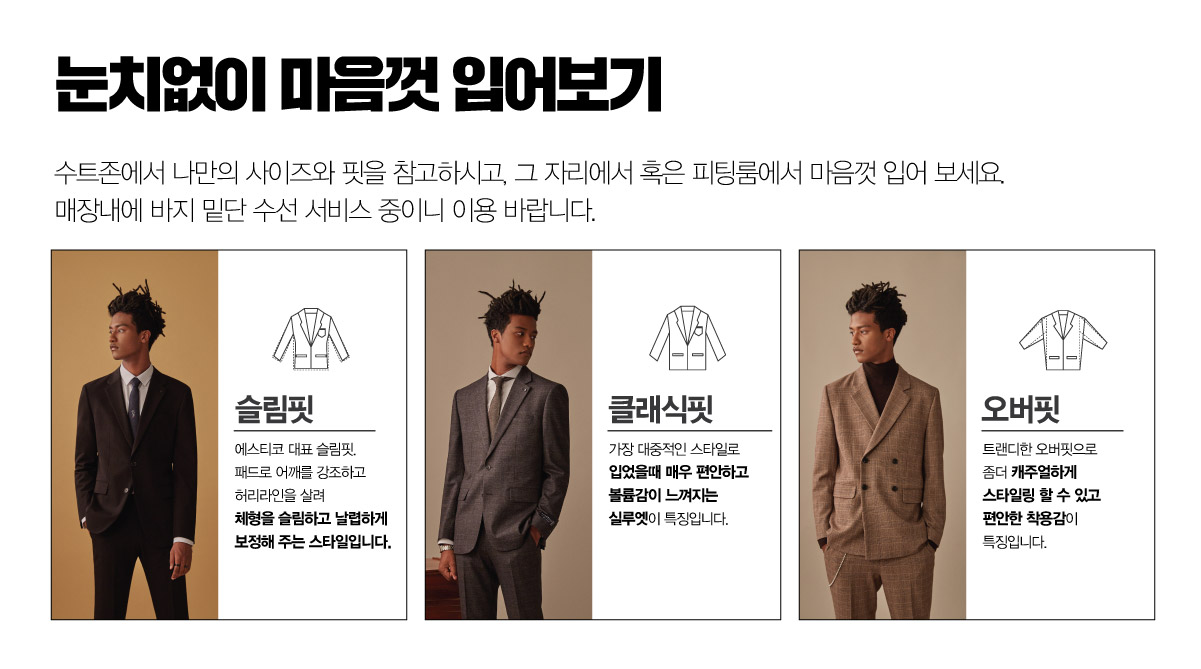 눈치없이 마음껏 입어보기
수트존에서 나만의 사이즈와 핏을 참고하시고, 그 자리에서 혹은 피팅룸에서 마음껏 입어 보세요.
매장내에 바지 밑단 수선 서비스 중이니 이용 바랍니다.
슬림핏
에스티코 대표 슬림핏.
패드로 어깨를 강조하고
허리라인을 살려
체형을 슬림하고 날렵하게
보정해 주는 스타일입니다.
클래식핏
가장 대중적인 스타일로
입었을때 매우 편안하고
볼륨감이 느껴지는
실루엣이 특징입니다.
오버핏
트랜디한 오버핏으로
좀더 캐주얼하게
스타일링 할 수 있고
편안한 착용감이
특징입니다.